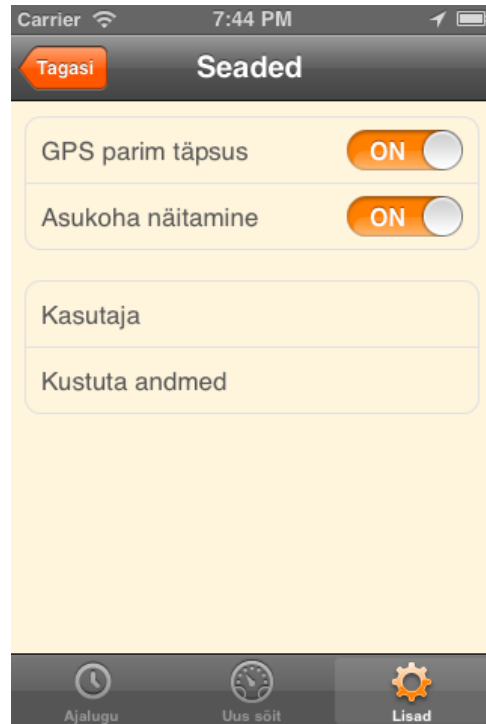 Carrier 7:44 PM
Tagasi Seaded
GPS parim täpsus ON
Asukoha näitamine ON
Kasutaja
Kustuta andmed
Ajalugu Uus sõit Lisad